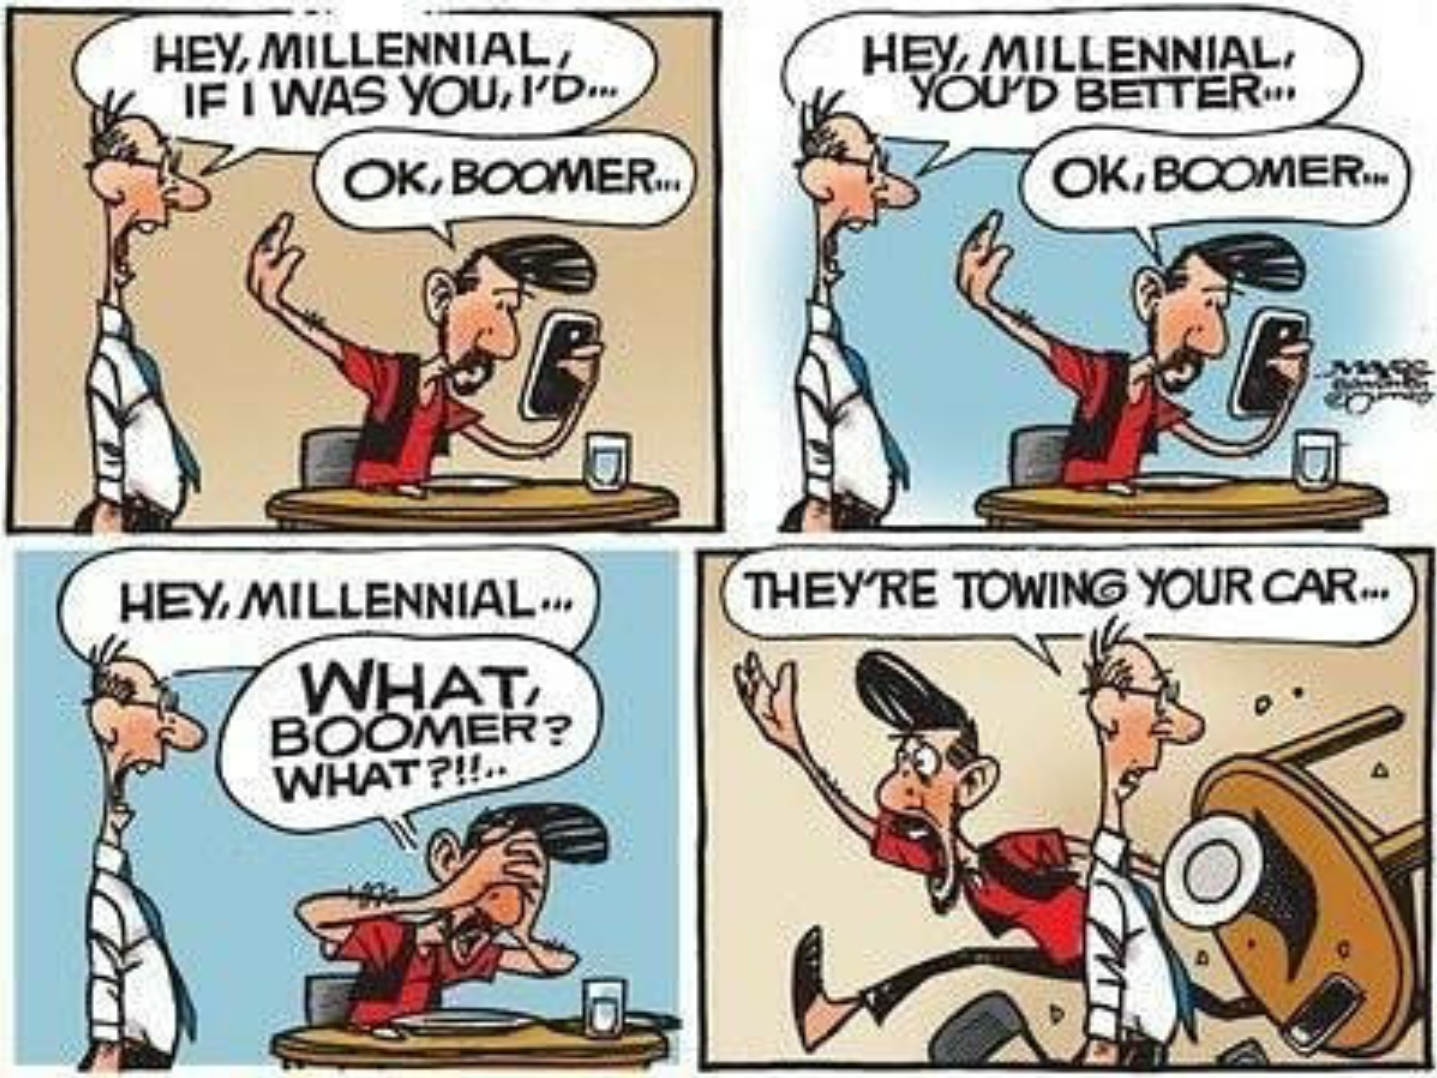 HEY, MILLENNIAL,
IF I WAS YOU, I'D...
OK, BOOMER...
HEY, MILLENNIAL,
YOU'D BETTER...
OK, BOOMER...
HEY, MILLENNIAL...
WHAT,
BOOMER?
WHAT?!!..
THEY'RE TOWING YOUR CAR...